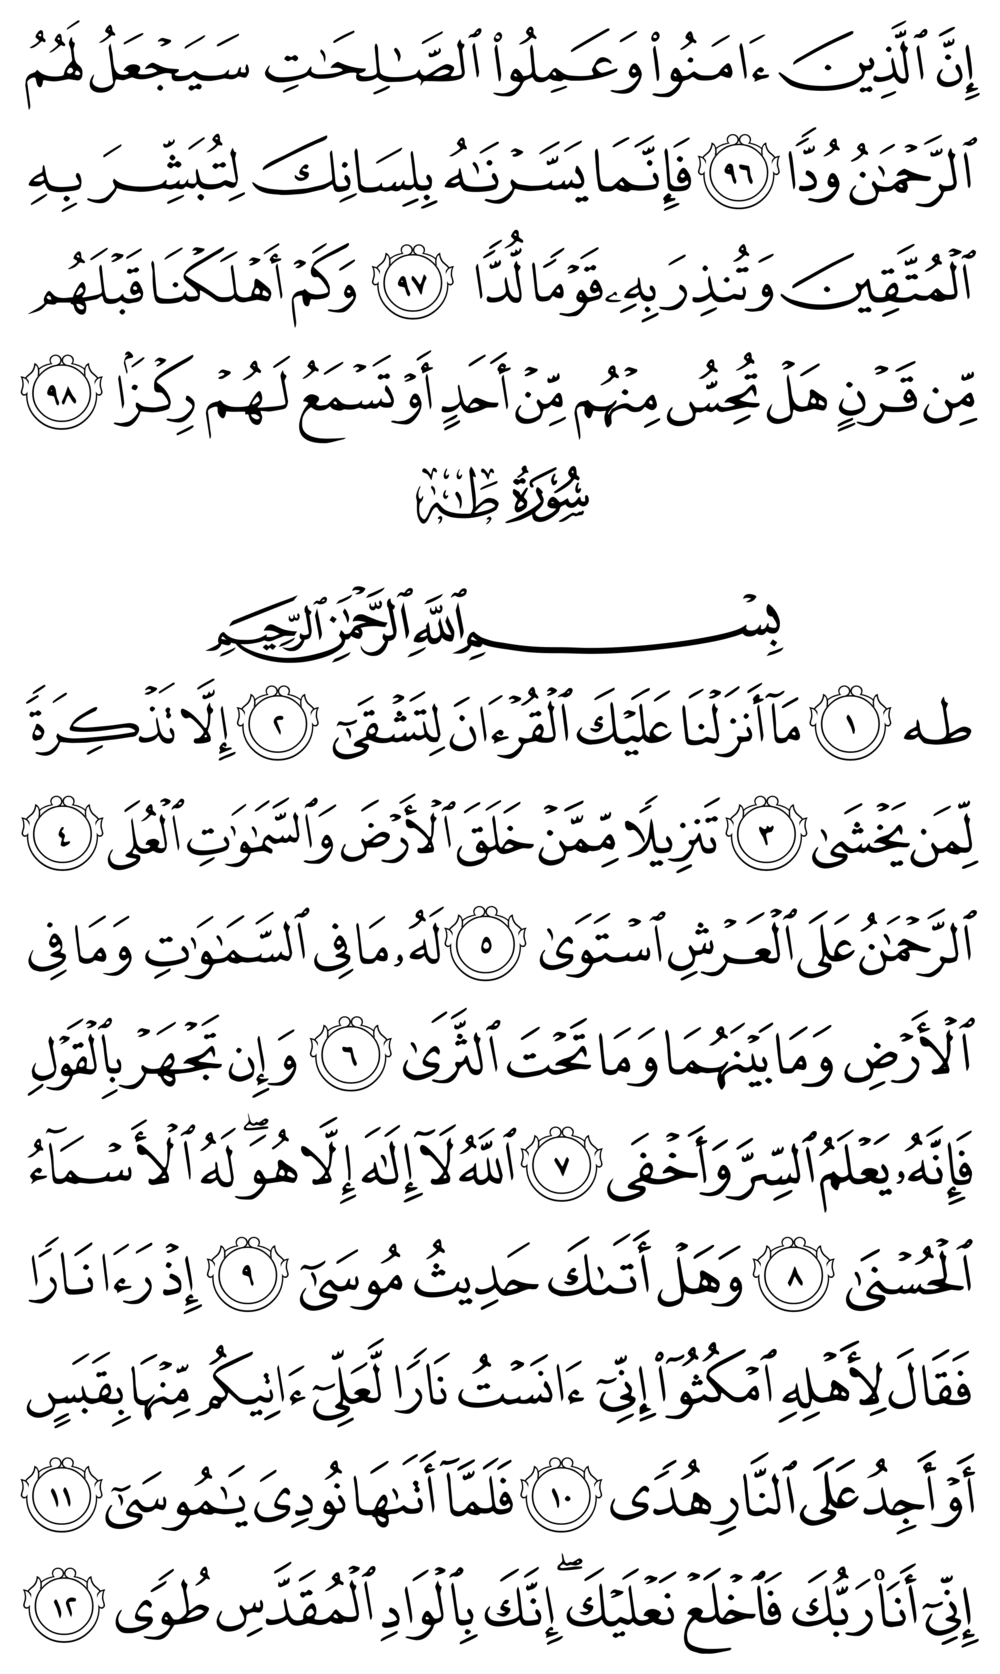 إِنَّ ٱلَّذِينَ ءَامَنُوا۟ وَعَمِلُوا۟ ٱلصَّـٰلِحَـٰتِ سَيَجْعَلُ لَهُمُ
ٱلرَّحْمَـٰنُ وُدًّا ٩٦ فَإِنَّمَا يَسَّرْنَـٰهُ بِلِسَانِكَ لِتُبَشِّرَ بِهِ
ٱلْمُتَّقِينَ وَتُنذِرَ بِهِۦ قَوْمًا لُّدًّا ٩٧ وَكَمْ أَهْلَكْنَا قَبْلَهُم
مِّن قَرْنٍ هَلْ تُحِسُّ مِنْهُم مِّنْ أَحَدٍ أَوْ تَسْمَعُ لَهُمْ رِكْزًۢا ٩٨
سُورَةُ طَـٰهَٰ
بِسْمِ ٱللَّهِ ٱلرَّحْمَـٰنِ ٱلرَّحِيمِ
طه ١ مَآ أَنزَلْنَا عَلَيْكَ ٱلْقُرْءَانَ لِتَشْقَىٰٓ ٢ إِلَّا تَذْكِرَةً
لِّمَن يَخْشَىٰ ٣ تَنزِيلًا مِّمَّنْ خَلَقَ ٱلْأَرْضَ وَٱلسَّمَـٰوَٰتِ ٱلْعُلَى ٤
ٱلرَّحْمَـٰنُ عَلَى ٱلْعَرْشِ ٱسْتَوَىٰ ٥ لَهُۥ مَا فِى ٱلسَّمَـٰوَٰتِ وَمَا فِى
ٱلْأَرْضِ وَمَا بَيْنَهُمَا وَمَا تَحْتَ ٱلثَّرَىٰ ٦ وَإِن تَجْهَرْ بِٱلْقَوْلِ
فَإِنَّهُۥ يَعْلَمُ ٱلسِّرَّ وَأَخْفَى ٧ ٱللَّهُ لَآ إِلَـٰهَ إِلَّا هُوَ ۖ لَهُ ٱلْأَسْمَآءُ
ٱلْحُسْنَىٰ ٨ وَهَلْ أَتَىٰكَ حَدِيثُ مُوسَىٰٓ ٩ إِذْ رَءَا نَارًا
فَقَالَ لِأَهْلِهِ ٱمْكُثُوٓا۟ إِنِّىٓ ءَانَسْتُ نَارًا لَّعَلِّىٓ ءَاتِيكُم مِّنْهَا بِقَبَسٍ
أَوْ أَجِدُ عَلَى ٱلنَّارِ هُدًى ١٠ فَلَمَّآ أَتَىٰهَا نُودِىَ يَـٰمُوسَىٰٓ ١١
إِنِّىٓ أَنَا۠ رَبُّكَ فَٱخْلَعْ نَعْلَيْكَ ۖ إِنَّكَ بِٱلْوَادِ ٱلْمُقَدَّسِ طُوًى ١٢